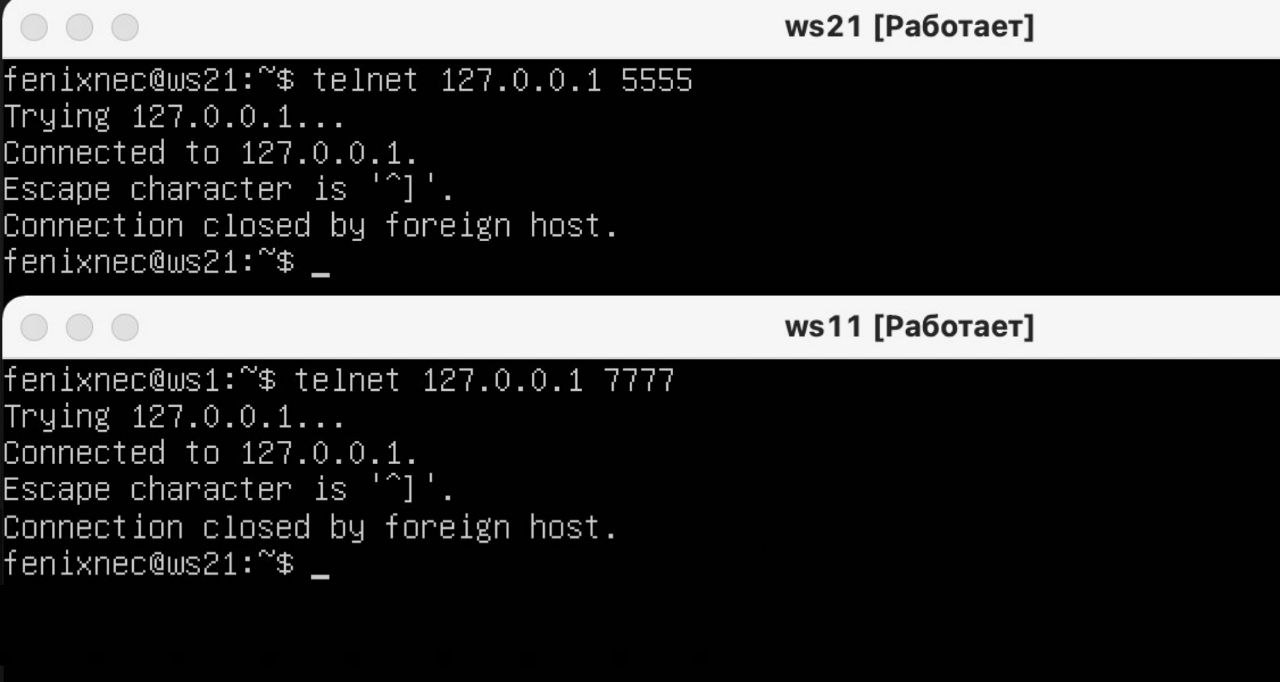 ws21 [Работает]
fenixnec@ws21:~$ telnet 127.0.0.1 5555
Trying 127.0.0.1...
Connected to 127.0.0.1.
Escape character is '^]'.
Connection closed by foreign host.
fenixnec@ws21:~$ _
ws11 [Работает]
fenixnec@ws1:~$ telnet 127.0.0.1 7777
Trying 127.0.0.1...
Connected to 127.0.0.1.
Escape character is '^]'.
Connection closed by foreign host.
fenixnec@ws21:~$ _